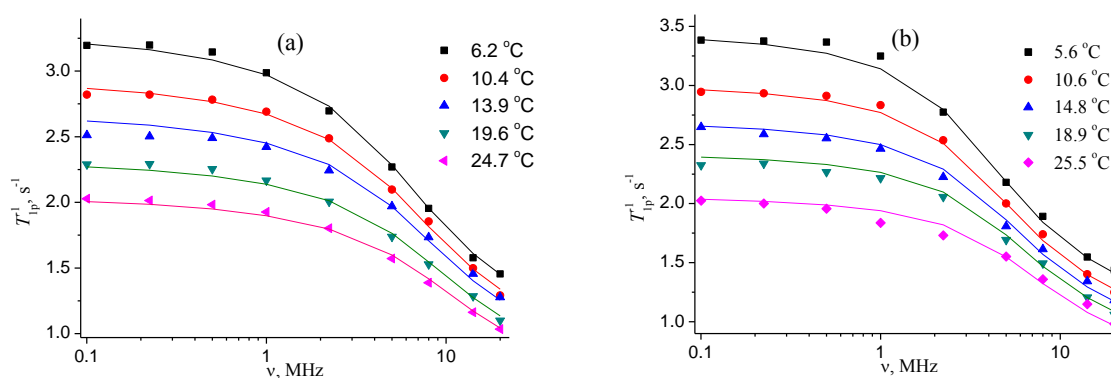 (a)
6.2 °C
10.4 °C
13.9 °C
19.6 °C
24.7 °C
3.0
2.5
2.0
1.5
1.0
0.1
1
10
T⁻¹₁ρ, s⁻¹
ν, MHz
(b)
5.6 °C
10.6 °C
14.8 °C
18.9 °C
25.5 °C
3.5
3.0
2.5
2.0
1.5
1.0
0.1
1
10
T⁻¹₁ρ, s⁻¹
ν, MHz